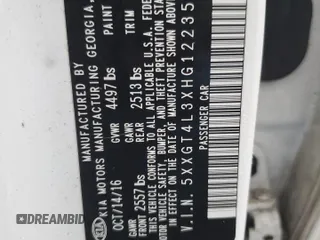 MANUFACTURED BY
KIA MOTORS MANUFACTURING GEORGIA,
OCT/14/16 GVWR 4497 lbs TRIM
GAWR FRONT 2557 lbs GAWR REAR 2513 lbs
THIS VEHICLE CONFORMS TO ALL APPLICABLE U.S.A. FEDE
MOTOR VEHICLE SAFETY, BUMPER, AND THEFT PREVENTION
STANDARDS IN EFFECT ON THE DATE OF MANUFACTURE SHOWN ABOVE
V.I.N. 5XXGT4L3XHG12235
PASSENGER CAR
KIA
DREAMBID